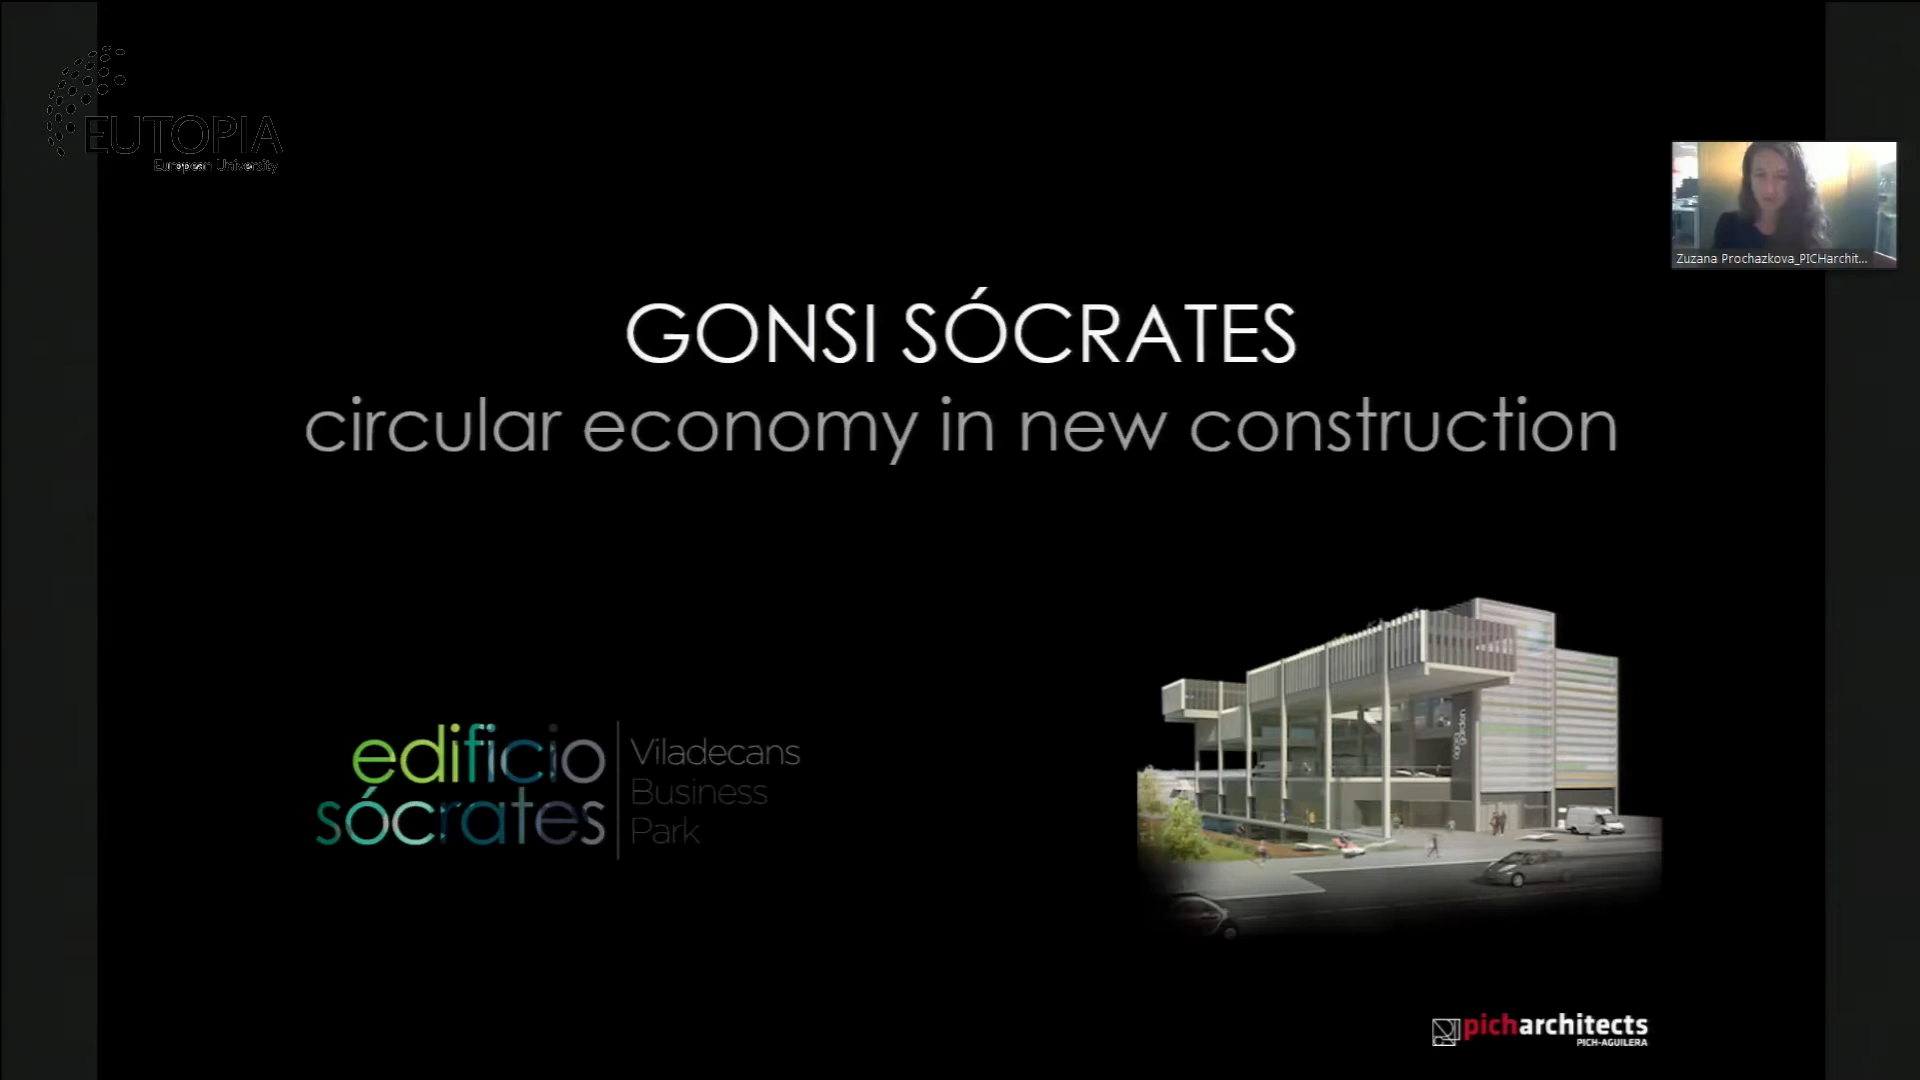 EUTOPIA
European University
Zuzana Prochazkova_PICHarchit...
GONSI SÓCRATES
circular economy in new construction
edificio
sócrates
Viladecans
Business
Park
picharchitects
PICH-AGUILERA